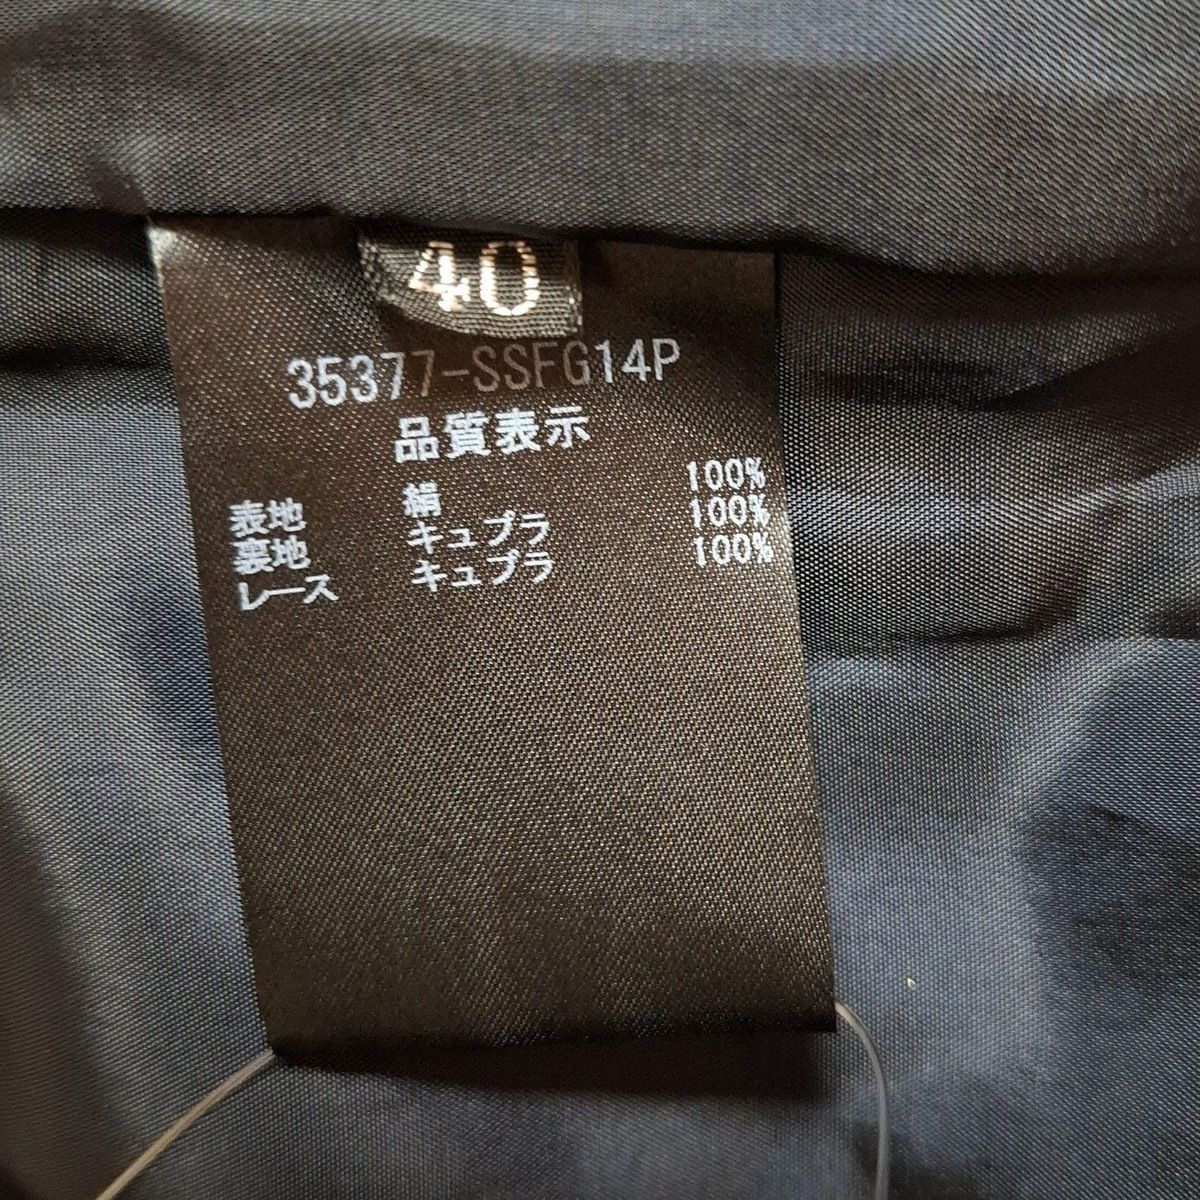 40
35377-SSFG14P
品質表示
表地 絹 100%
裏地 キュプラ 100%
レース キュプラ 100%